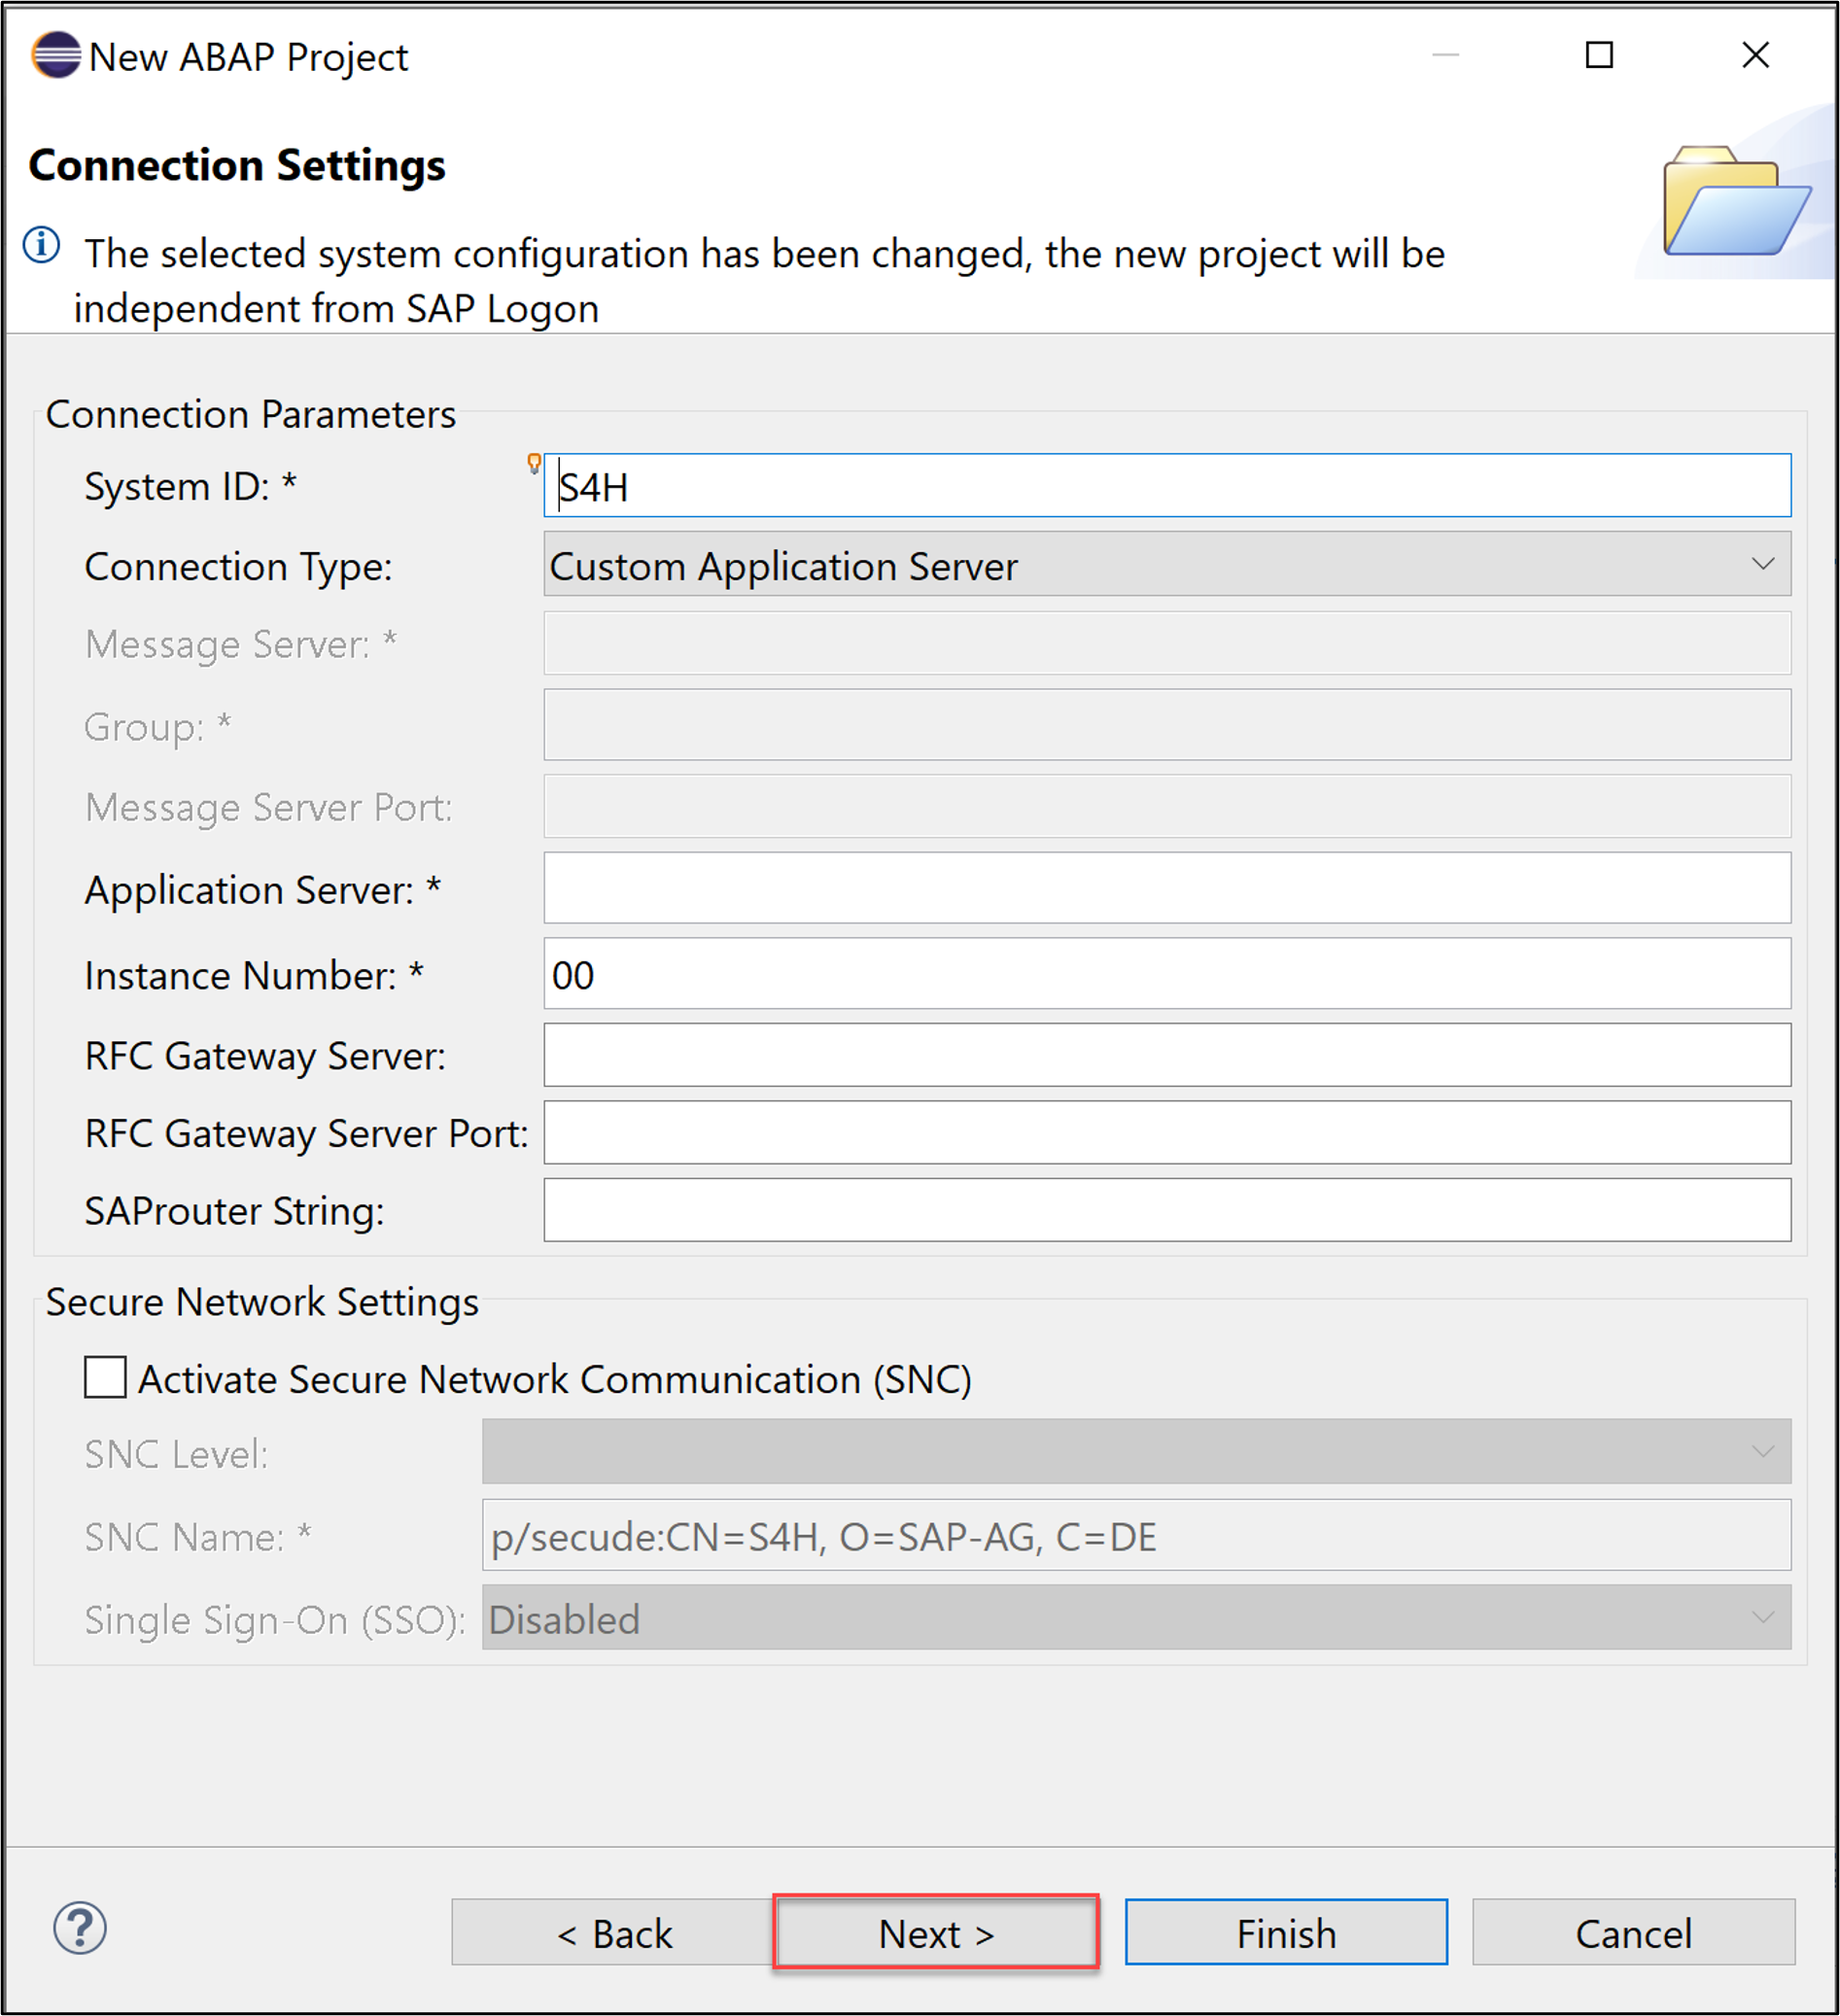 New ABAP Project
Connection Settings
The selected system configuration has been changed, the new project will be
independent from SAP Logon
Connection Parameters
System ID: * S4H
Connection Type: Custom Application Server
Message Server: *
Group: *
Message Server Port:
Application Server: *
Instance Number: * 00
RFC Gateway Server:
RFC Gateway Server Port:
SAProuter String:
Secure Network Settings
Activate Secure Network Communication (SNC)
SNC Level:
SNC Name: * p/secude:CN=S4H, O=SAP-AG, C=DE
Single Sign-On (SSO): Disabled
? < Back Next > Finish Cancel